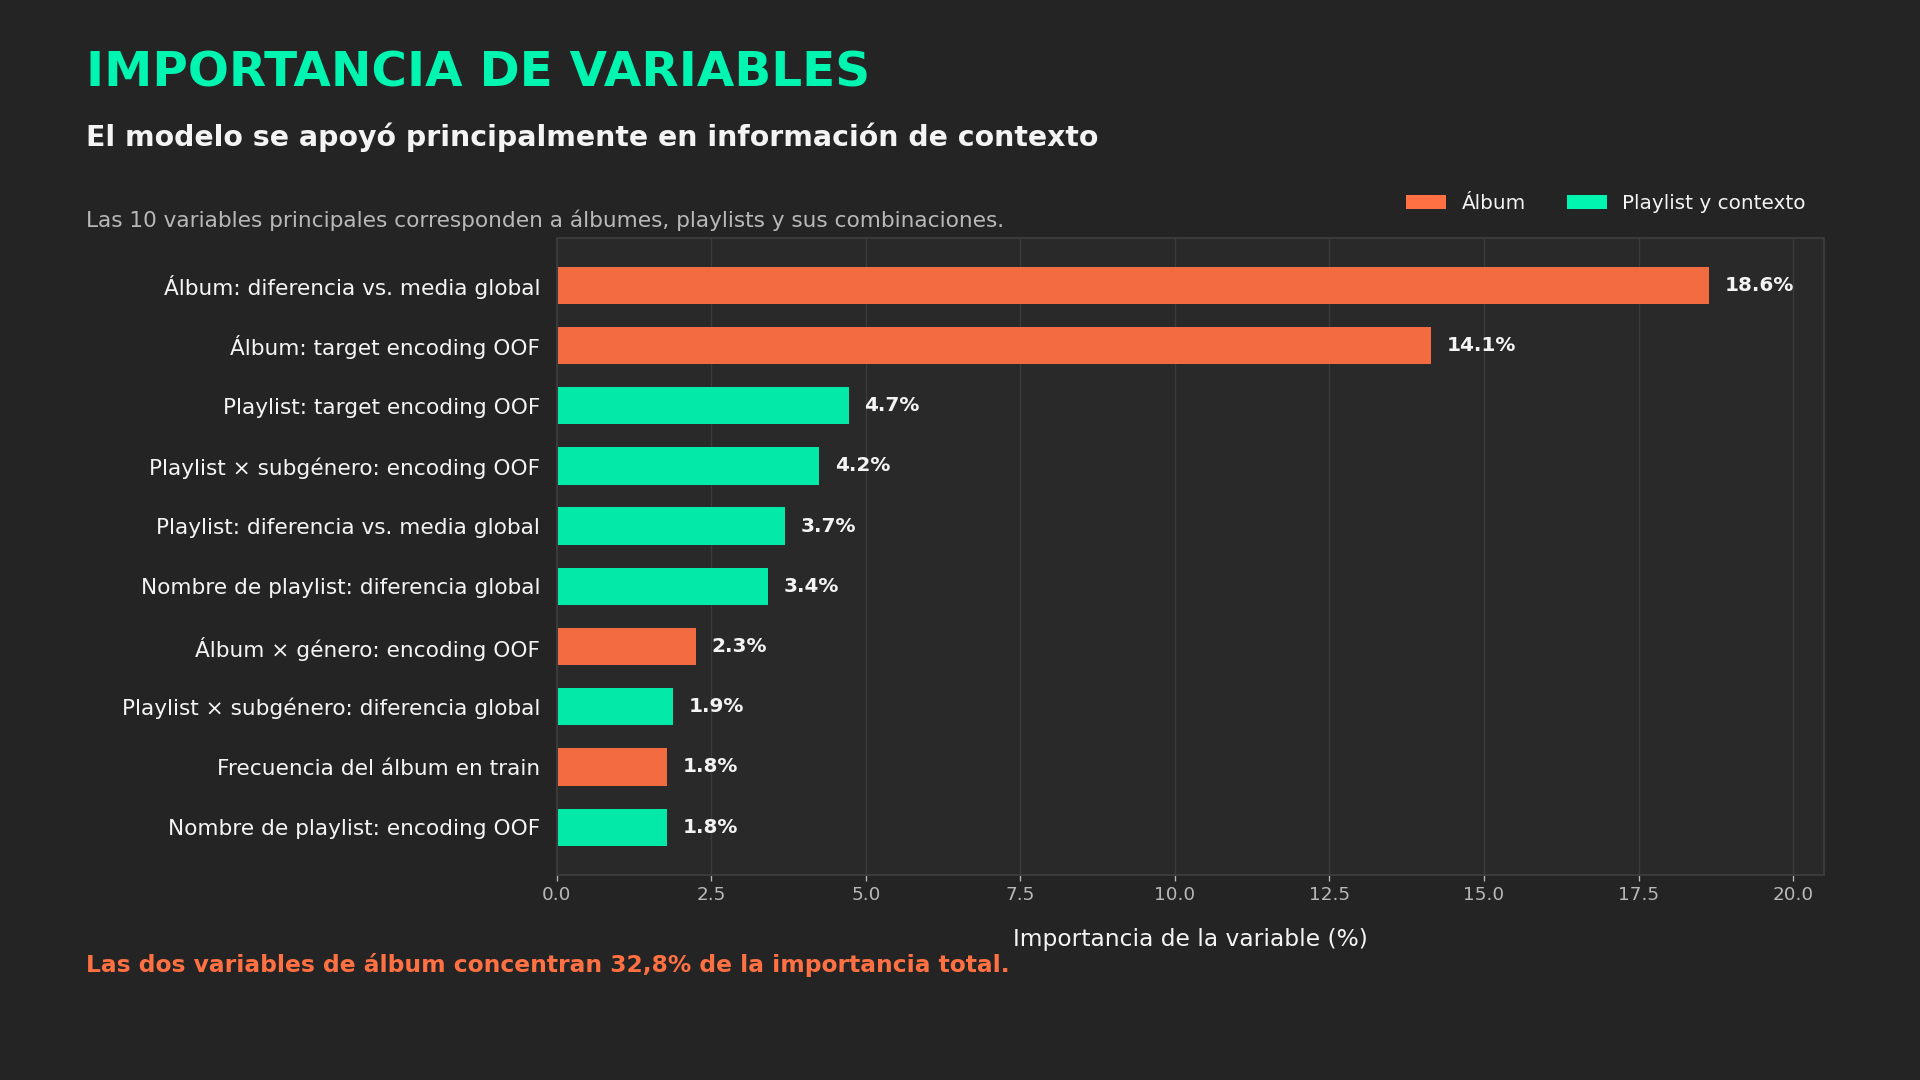 IMPORTANCIA DE VARIABLES
El modelo se apoyó principalmente en información de contexto
Las 10 variables principales corresponden a álbumes, playlists y sus combinaciones.
Álbum
Playlist y contexto
Álbum: diferencia vs. media global
18.6%
Álbum: target encoding OOF
14.1%
Playlist: target encoding OOF
4.7%
Playlist × subgénero: encoding OOF
4.2%
Playlist: diferencia vs. media global
3.7%
Nombre de playlist: diferencia global
3.4%
Álbum × género: encoding OOF
2.3%
Playlist × subgénero: diferencia global
1.9%
Frecuencia del álbum en train
1.8%
Nombre de playlist: encoding OOF
1.8%
0.0 2.5 5.0 7.5 10.0 12.5 15.0 17.5 20.0
Importancia de la variable (%)
Las dos variables de álbum concentran 32,8% de la importancia total.